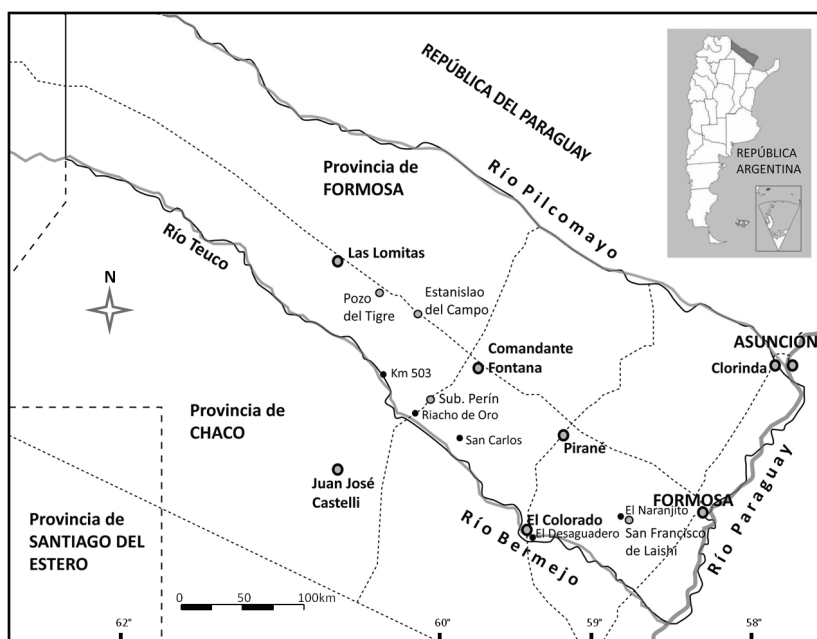 REPÚBLICA DEL PARAGUAY
REPÚBLICA
ARGENTINA
Provincia de
FORMOSA
Río Pilcomayo
Río Teuco
Las Lomitas
N
Pozo
del Tigre
Estanislao
del Campo
ASUNCIÓN
Clorinda
Comandante
Fontana
Km 503
Sub. Perín
Riacho de Oro
San Carlos
Provincia de
CHACO
Pirané
Juan José
Castelli
FORMOSA
El Naranjito
San Francisco
de Laishi
Río Paraguay
El Colorado
El Desaguadero
Río Bermejo
Provincia de
SANTIAGO DEL
ESTERO
0 50 100km
62° 60° 59° 58°